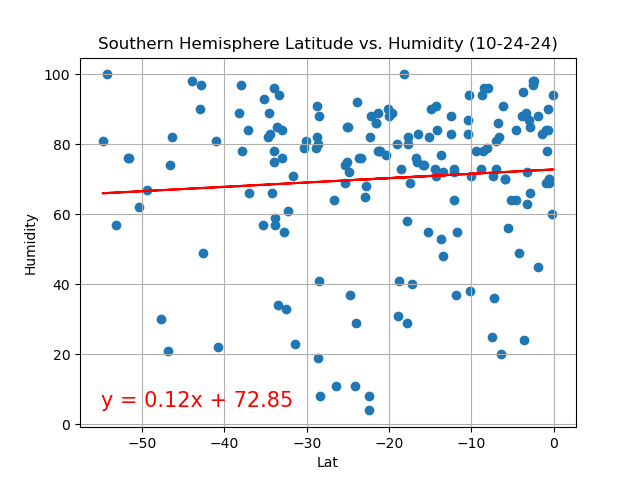 Southern Hemisphere Latitude vs. Humidity (10-24-24)
100
80
60
40
20
0
Humidity
y = 0.12x + 72.85
−50 −40 −30 −20 −10 0
Lat